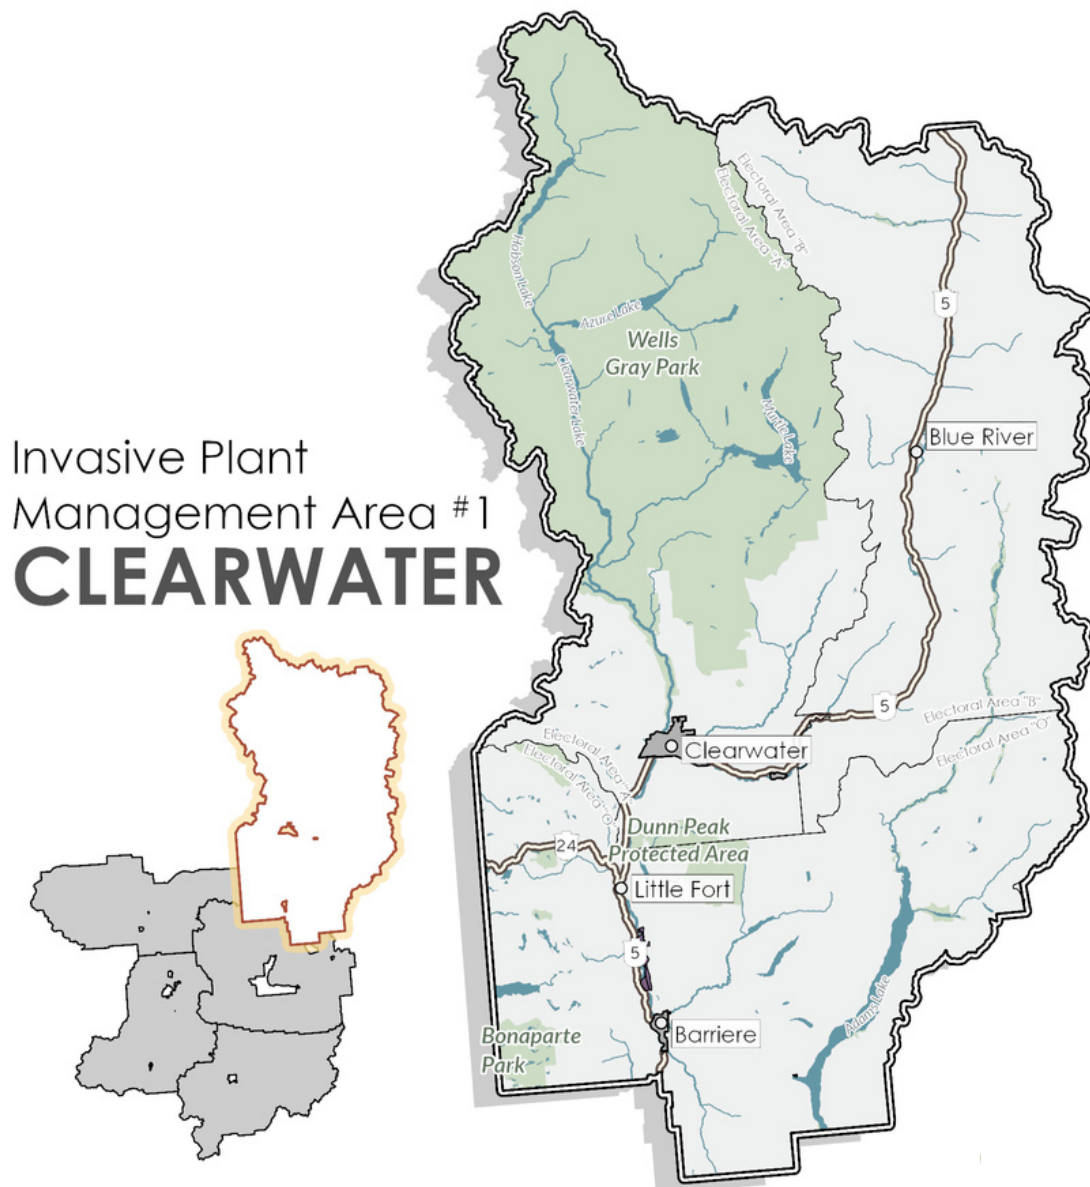 Invasive Plant
Management Area #1
CLEARWATER
Electoral Area "B"
Electoral Area "A"
Hobson Lake
Azure Lake
Wells
Gray Park
Clearwater Lake
Myrtle Lake
5
Blue River
5
Electoral Area "B"
Electoral Area "O"
Clearwater
Electoral Area "A"
Electoral Area "O"
Dunn Peak
Protected Area
24
Little Fort
5
Adams Lake
Barriere
Bonaparte
Park